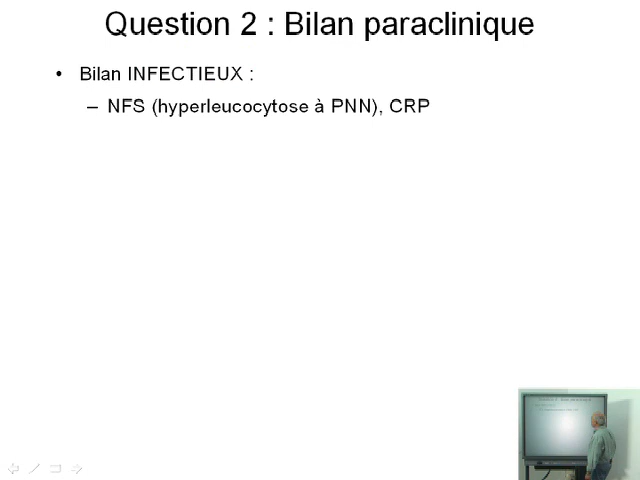 Question 2 : Bilan paraclinique
• Bilan INFECTIEUX :
– NFS (hyperleucocytose à PNN), CRP